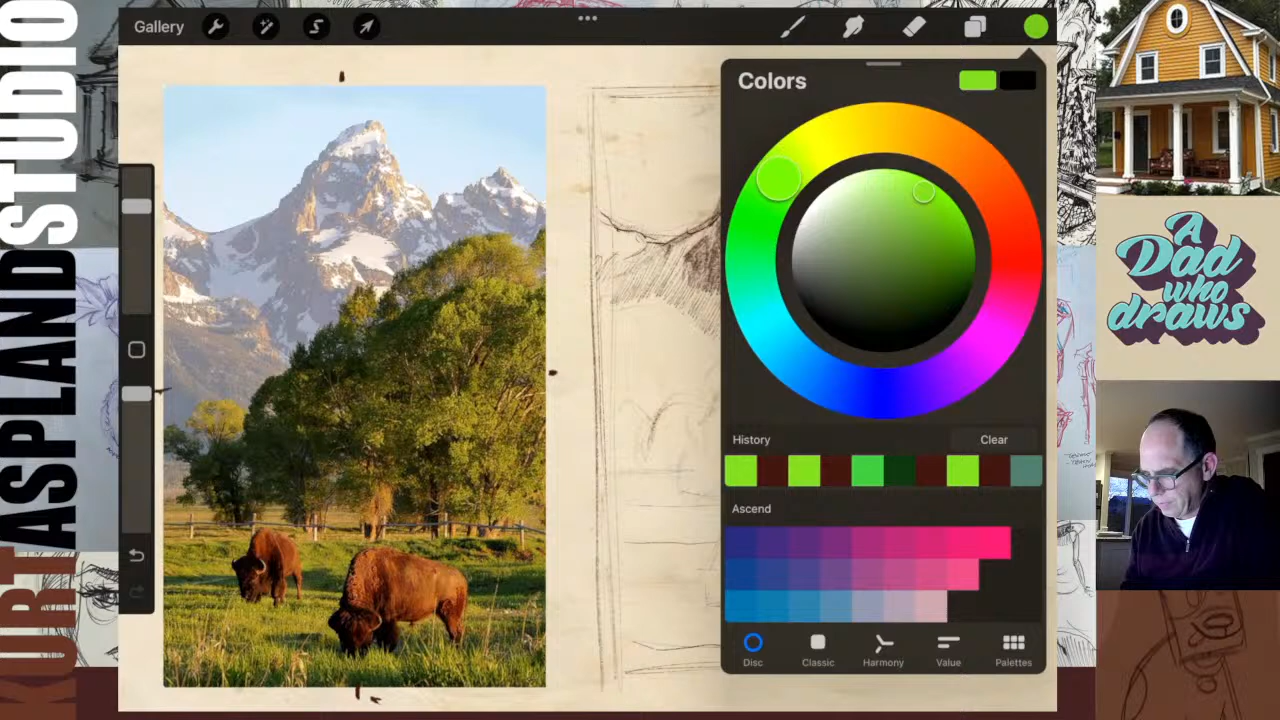 KURT ASPLAND STUDIO
Gallery
Colors
History
Clear
Ascend
Disc
Classic
Harmony
Value
Palettes
A
Dad
who
draws